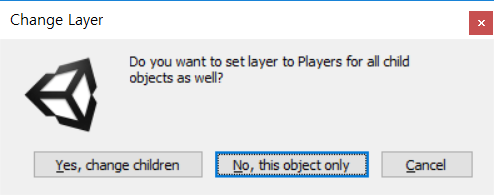 Change Layer
Do you want to set layer to Players for all child
objects as well?
Yes, change children
No, this object only
Cancel